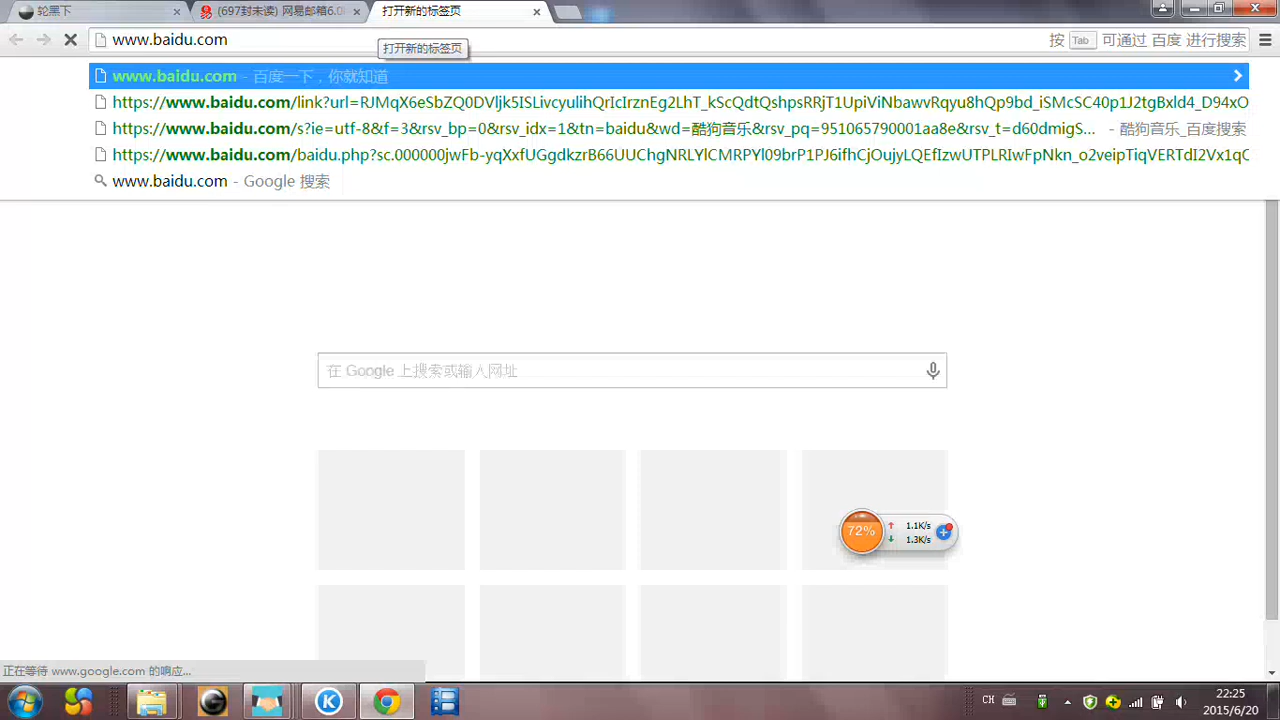 轮黑下
(697封未读) 网易邮箱6.0
打开新的标签页
www.baidu.com
按 Tab 可通过 百度 进行搜索
打开新的标签页
www.baidu.com - 百度一下，你就知道
https://www.baidu.com/link?url=RJMqX6eSbZQ0DVljk5ISLivcyulihQrIcIrznEg2LhT_kScQdtQshpsRRjT1UpiViNbawvRqyu8hQp9bd_iSMcSC40p1J2tgBxld4_D94xO
https://www.baidu.com/s?ie=utf-8&f=3&rsv_bp=0&rsv_idx=1&tn=baidu&wd=酷狗音乐&rsv_pq=951065790001aa8e&rsv_t=d60dmigS... - 酷狗音乐_百度搜索
https://www.baidu.com/baidu.php?sc.000000jwFb-yqXxfUGgdkzrB66UUChgNRLYlCMRPYl09brP1PJ6ifhCjOujyLQEfIzwUTPLRIwFpNkn_o2veipTiqVERTdI2Vx1qC
www.baidu.com - Google 搜索
在 Google 上搜索或输入网址
72%
1.1K/s
1.3K/s
正在等待 www.google.com 的响应...
CH
22:25
2015/6/20